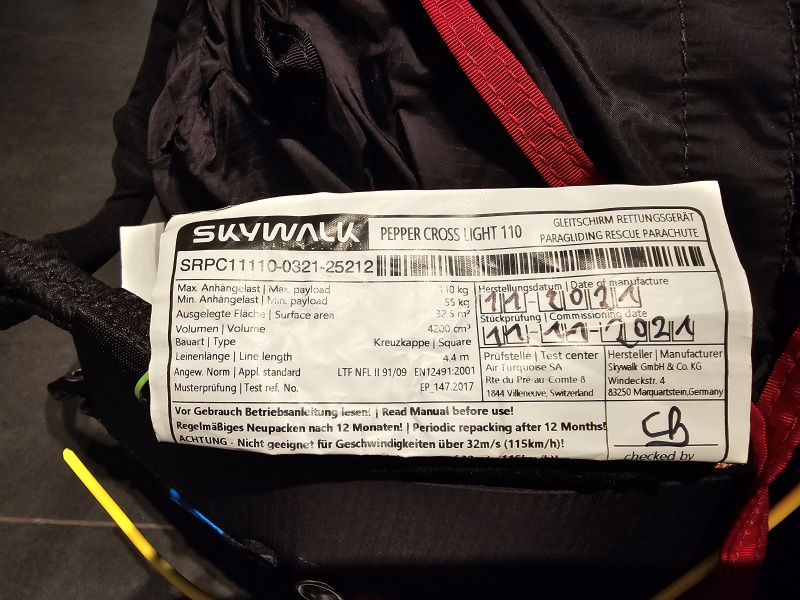 SKYWALK PEPPER CROSS LIGHT 110
GLEITSCHIRM RETTUNGSGERÄT
PARAGLIDING RESCUE PARACHUTE
SRPC11110-0321-25212
Max. Anhängelast | Max. payload 110 kg
Min. Anhängelast | Min. payload 55 kg
Ausgelegte Fläche | Surface area 32.5 m²
Volumen | Volume 4200 cm³
Bauart | Type Kreuzkappe | Square
Leinenlänge | Line length 4,4 m
Angew. Norm | Appl. standard LTF NFL II 91/09 EN12491:2001
Musterprüfung | Test ref. No. EP_147.2017
Herstellungsdatum | Date of manufacture
11-2021
Stückprüfung | Commissioning date
11-11-2021
Prüfstelle | Test center
Air Turquoise SA
Rte du Pré-au-Comte 8
1844 Villeneuve, Switzerland
Hersteller | Manufacturer
Skywalk GmbH & Co. KG
Windeckstr. 4
83250 Marquartstein,Germany
Vor Gebrauch Betriebsanleitung lesen! | Read Manual before use!
Regelmäßiges Neupacken nach 12 Monaten! | Periodic repacking after 12 Months!
ACHTUNG - Nicht geeignet für Geschwindigkeiten über 32m/s (115km/h)!
checked by